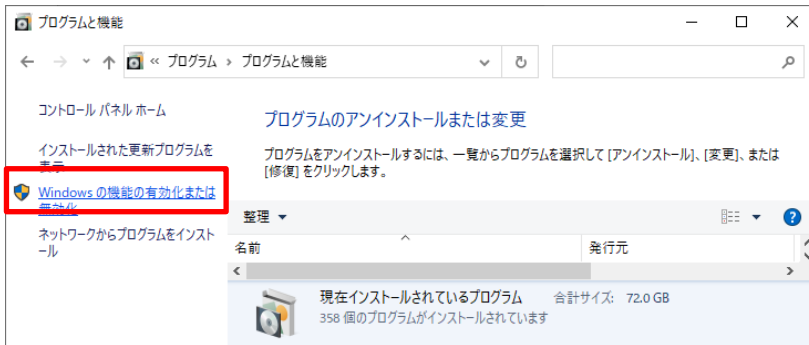 プログラムと機能
« プログラム › プログラムと機能
コントロール パネル ホーム
プログラムのアンインストールまたは変更
インストールされた更新プログラムを
表示
プログラムをアンインストールするには、一覧からプログラムを選択して [アンインストール]、[変更]、または
[修復] をクリックします。
Windows の機能の有効化または
無効化
ネットワークからプログラムをインスト
ール
整理
名前
発行元
現在インストールされているプログラム 合計サイズ: 72.0 GB
358 個のプログラムがインストールされています